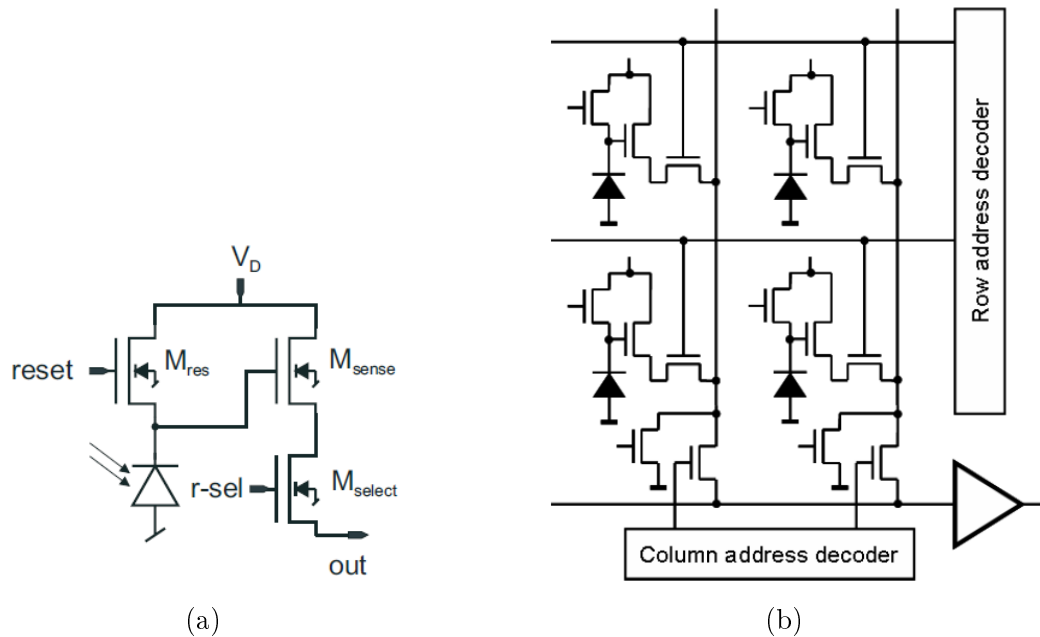 V_D
reset
M_res
M_sense
r-sel
M_select
out
(a)
Row address decoder
Column address decoder
(b)